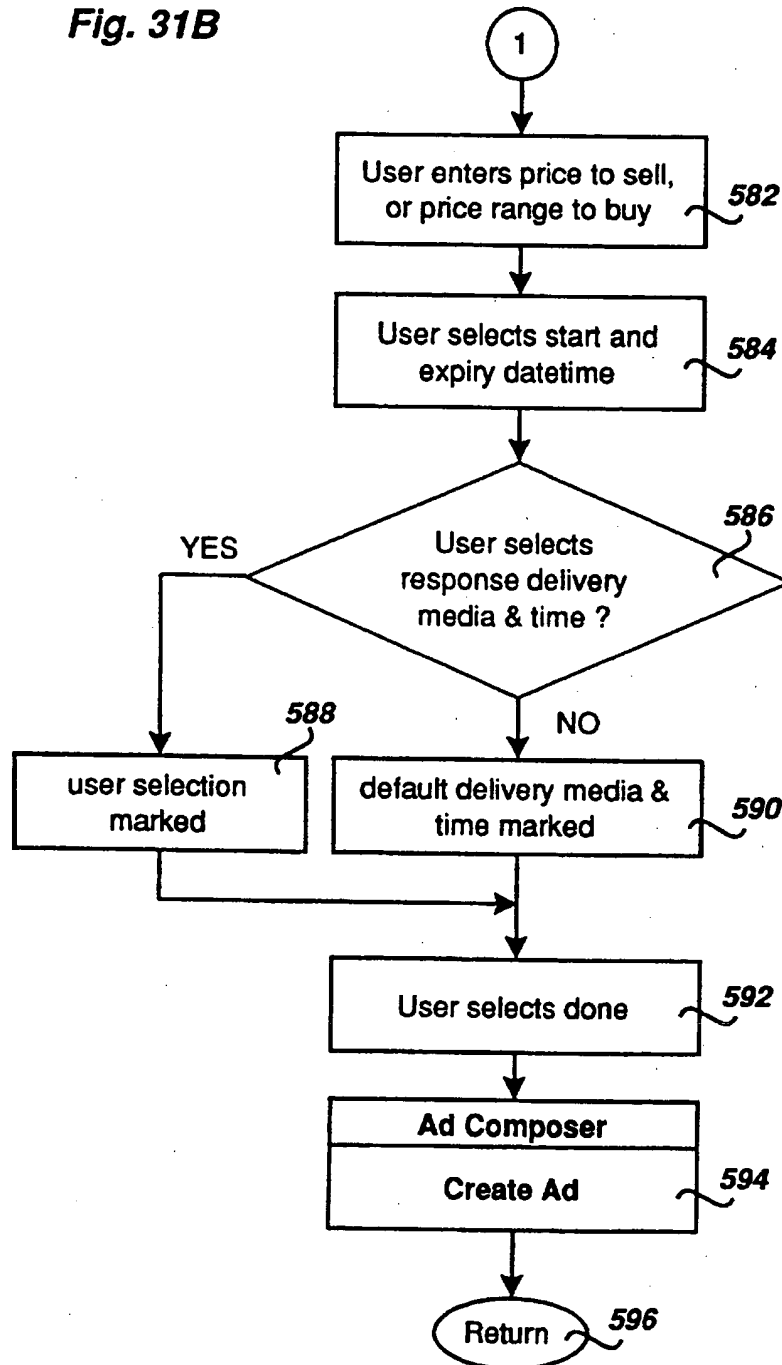 Fig. 31B
1
User enters price to sell,
or price range to buy
582
User selects start and
expiry datetime
584
586
YES
User selects
response delivery
media & time ?
588
NO
user selection
marked
default delivery media &
time marked
590
User selects done
592
Ad Composer
Create Ad
594
Return
596